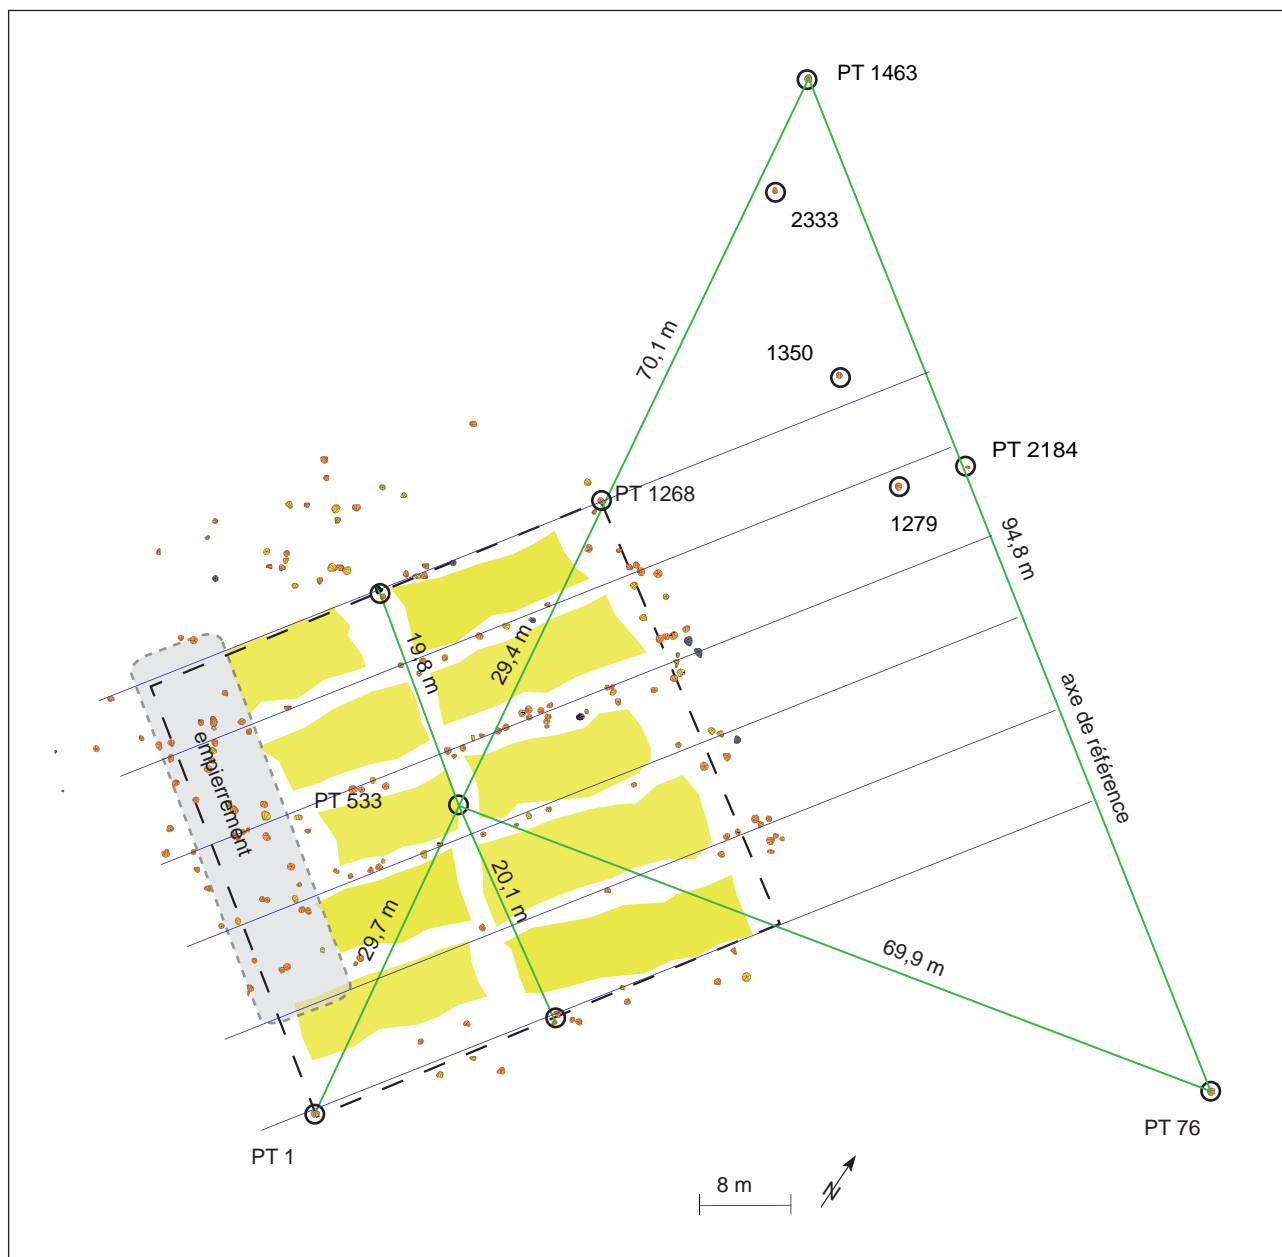 PT 1463
2333
70,1 m
1350
PT 2184
PT 1268
1279
94,8 m
19,8 m
29,4 m
axe de référence
empierrement
PT 533
20,1 m
29,7 m
69,9 m
PT 76
PT 1
8 m
N